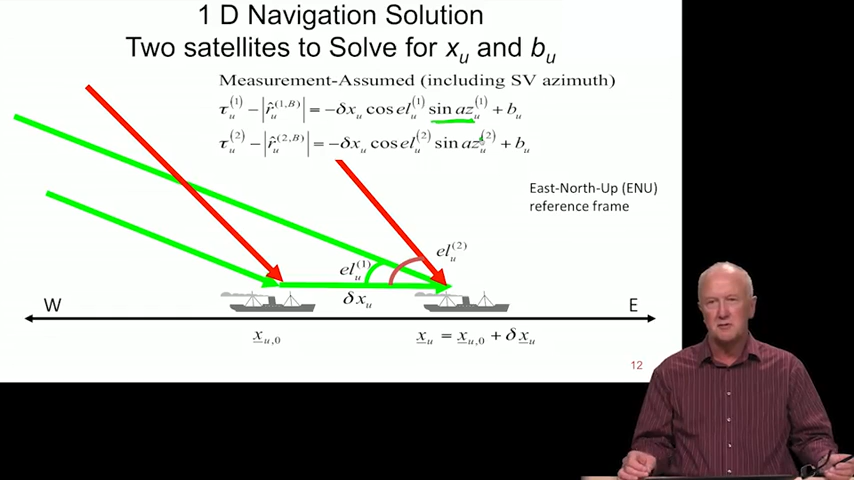 1 D Navigation Solution
Two satellites to Solve for x_u and b_u
Measurement-Assumed (including SV azimuth)
τ_u^(1) − |r̂_u^(1,B)| = −δx_u cos el_u^(1) sin az_u^(1) + b_u
τ_u^(2) − |r̂_u^(2,B)| = −δx_u cos el_u^(2) sin az_u^(2) + b_u
East-North-Up (ENU)
reference frame
el_u^(2)
el_u^(1)
W
δx_u
E
x_u,0
x_u = x_u,0 + δx_u
12